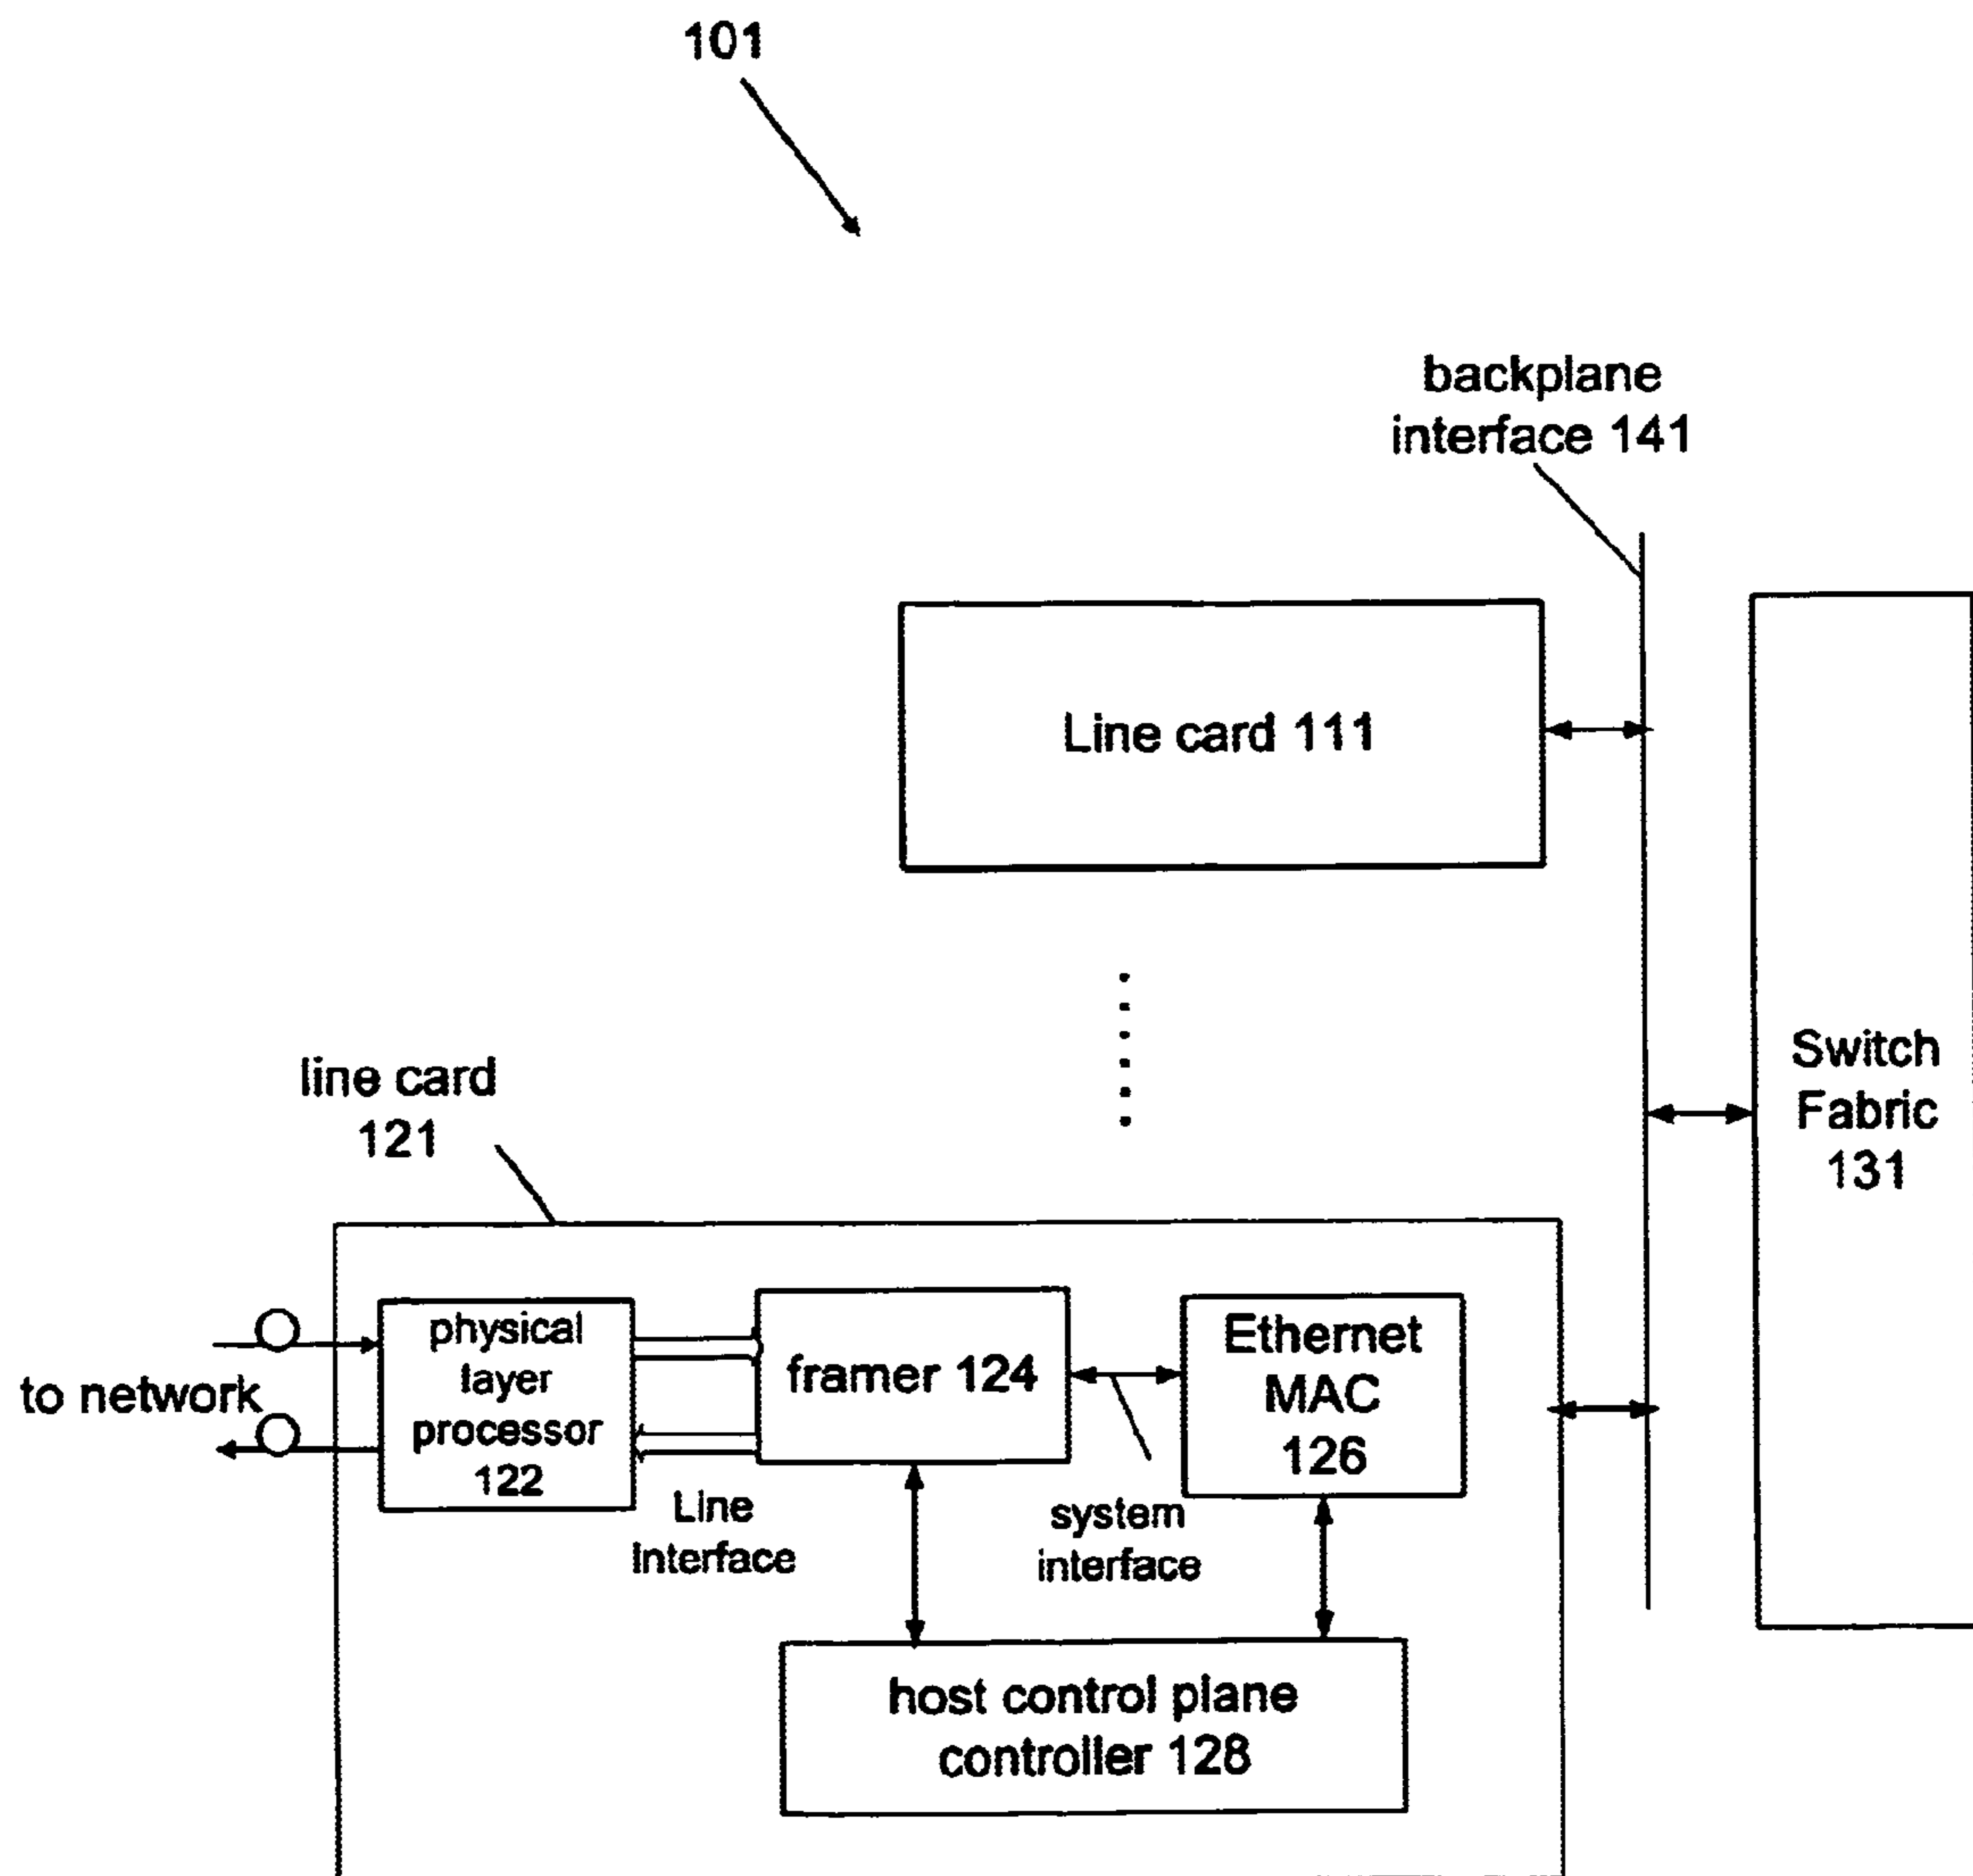 101
backplane
interface 141
Line card 111
Switch
Fabric
131
line card
121
to network
physical
layer
processor
122
framer 124
Ethernet
MAC
126
Line
Interface
system
interface
host control plane
controller 128